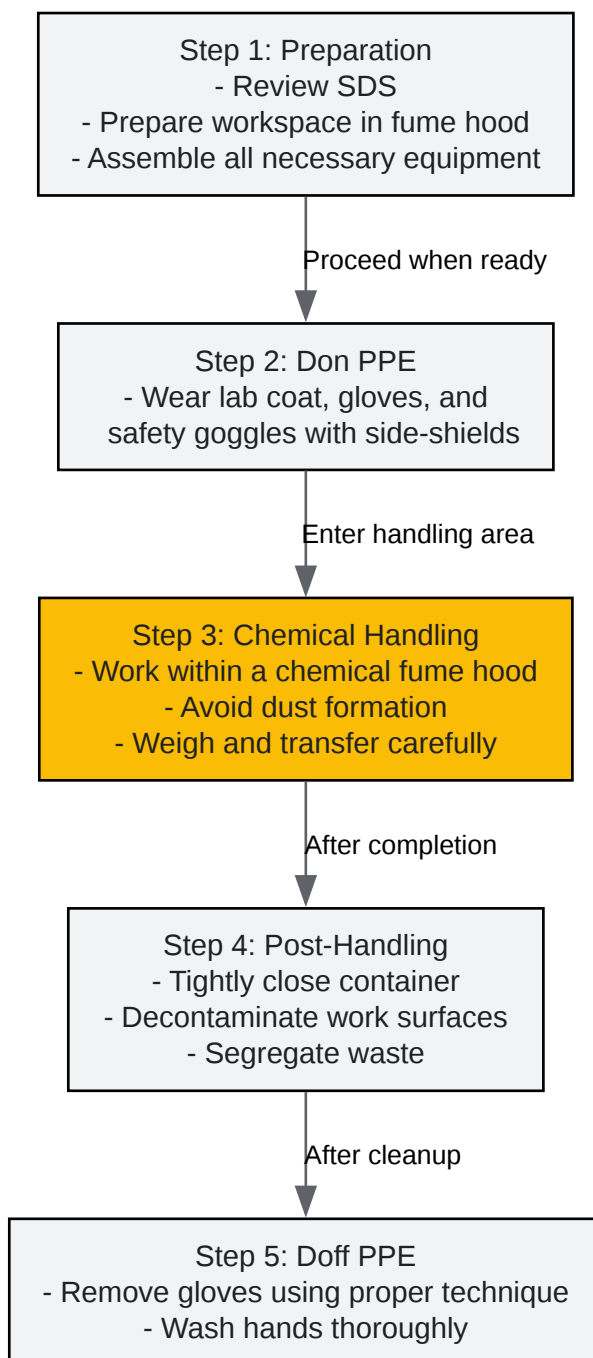 Step 1: Preparation
- Review SDS
- Prepare workspace in fume hood
- Assemble all necessary equipment
Proceed when ready
Step 2: Don PPE
- Wear lab coat, gloves, and
safety goggles with side-shields
Enter handling area
Step 3: Chemical Handling
- Work within a chemical fume hood
- Avoid dust formation
- Weigh and transfer carefully
After completion
Step 4: Post-Handling
- Tightly close container
- Decontaminate work surfaces
- Segregate waste
After cleanup
Step 5: Doff PPE
- Remove gloves using proper technique
- Wash hands thoroughly